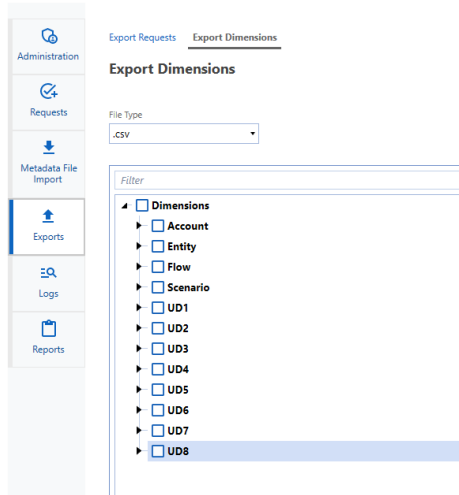 Administration
Requests
Metadata File
Import
Exports
Logs
Reports
Export Requests
Export Dimensions
Export Dimensions
File Type
.csv
Filter
Dimensions
Account
Entity
Flow
Scenario
UD1
UD2
UD3
UD4
UD5
UD6
UD7
UD8